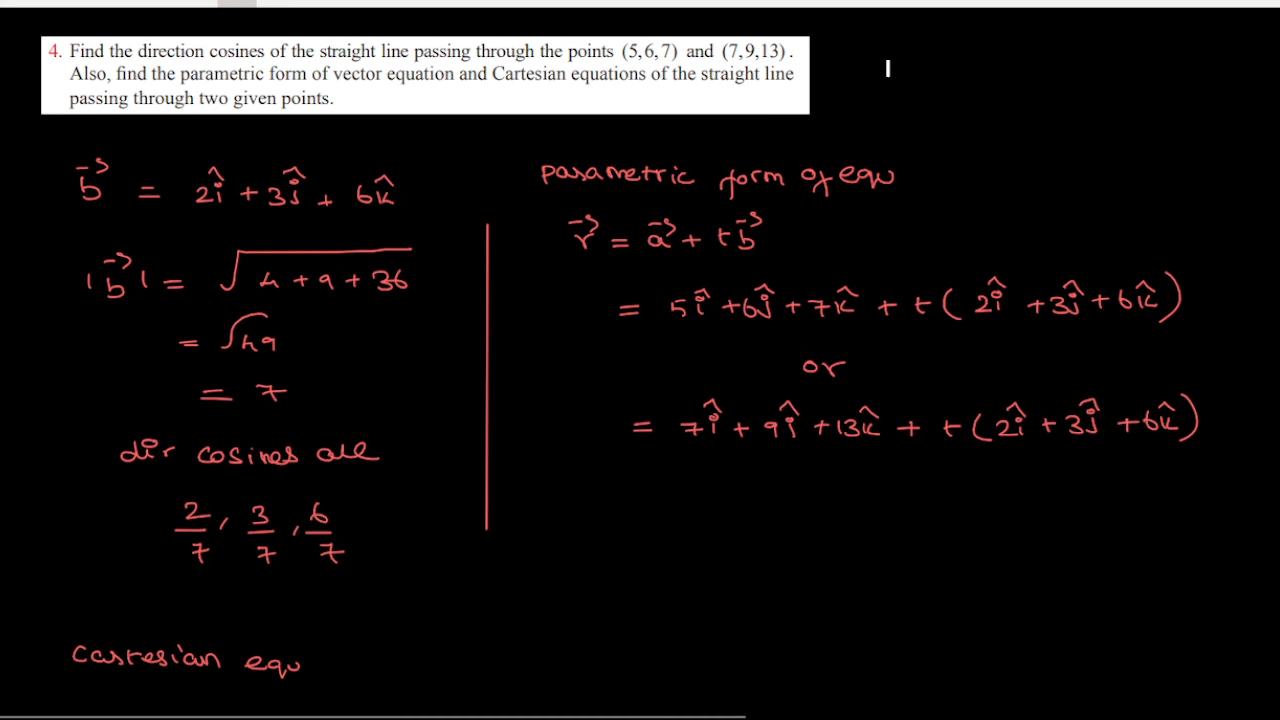 4. Find the direction cosines of the straight line passing through the points (5,6,7) and (7,9,13).
Also, find the parametric form of vector equation and Cartesian equations of the straight line
passing through two given points.
b⃗ = 2î + 3ĵ + 6k̂
|b⃗| = √(4 + 9 + 36)
= √49
= 7
dir cosines are
2/7, 3/7, 6/7
Cartesian equ
parametric form of equ
r⃗ = a⃗ + t b⃗
= 5î + 6ĵ + 7k̂ + t(2î + 3ĵ + 6k̂)
or
= 7î + 9ĵ + 13k̂ + t(2î + 3ĵ + 6k̂)